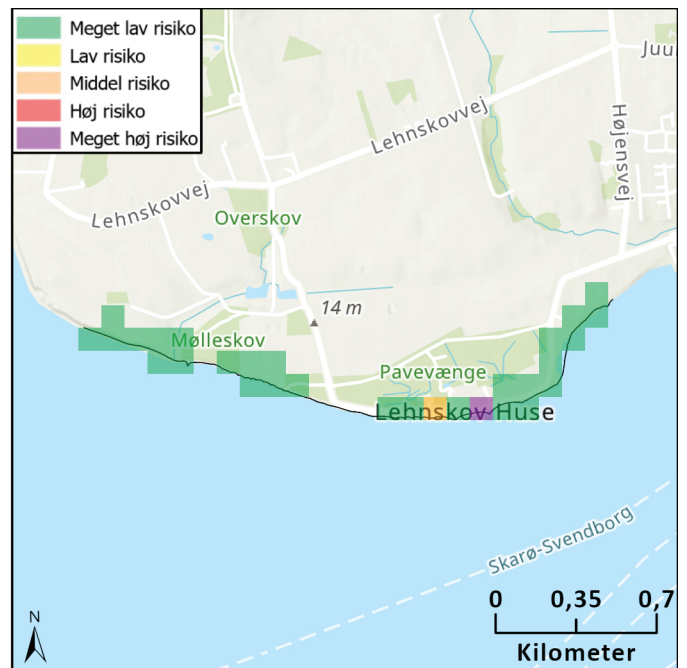 Meget lav risiko
Lav risiko
Middel risiko
Høj risiko
Meget høj risiko
Juu
Højensvej
Lehnskovvej
Lehnskovvej
Overskov
14 m
Mølleskov
Pavevænge
Lehnskov Huse
Skarø-Svendborg
0 0,35 0,7
Kilometer
N